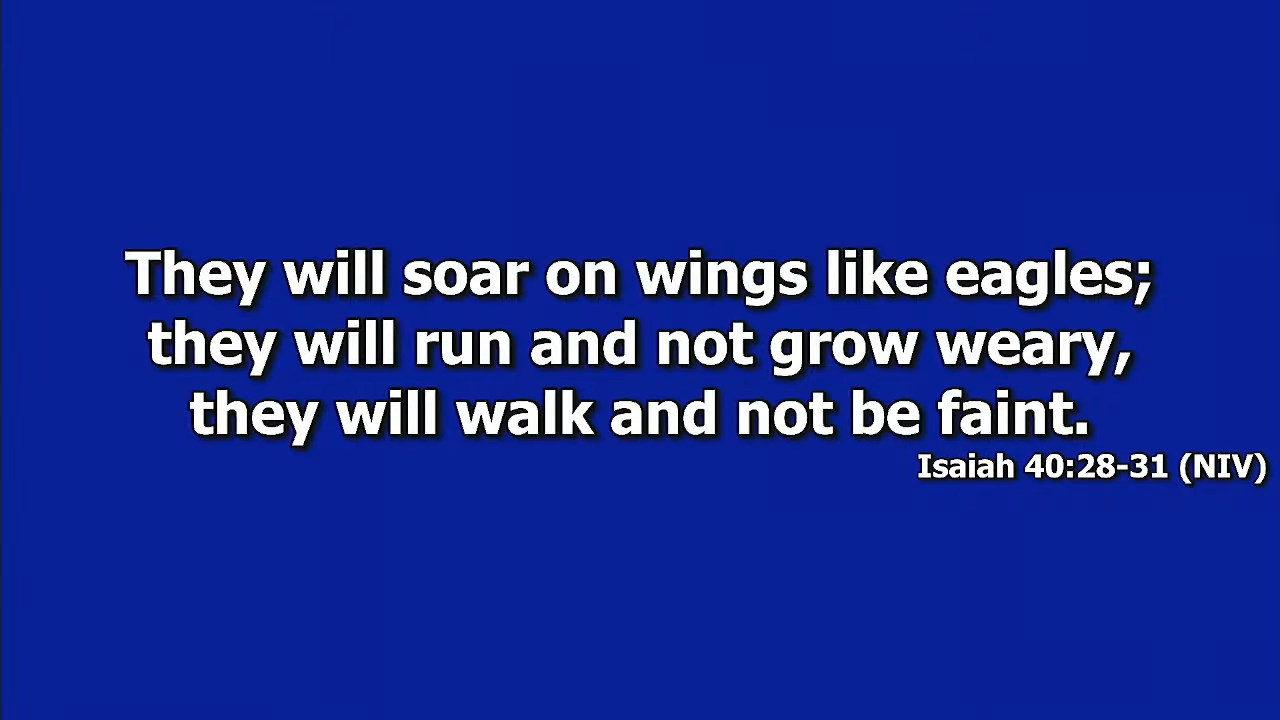 They will soar on wings like eagles;
they will run and not grow weary,
they will walk and not be faint.
Isaiah 40:28-31 (NIV)